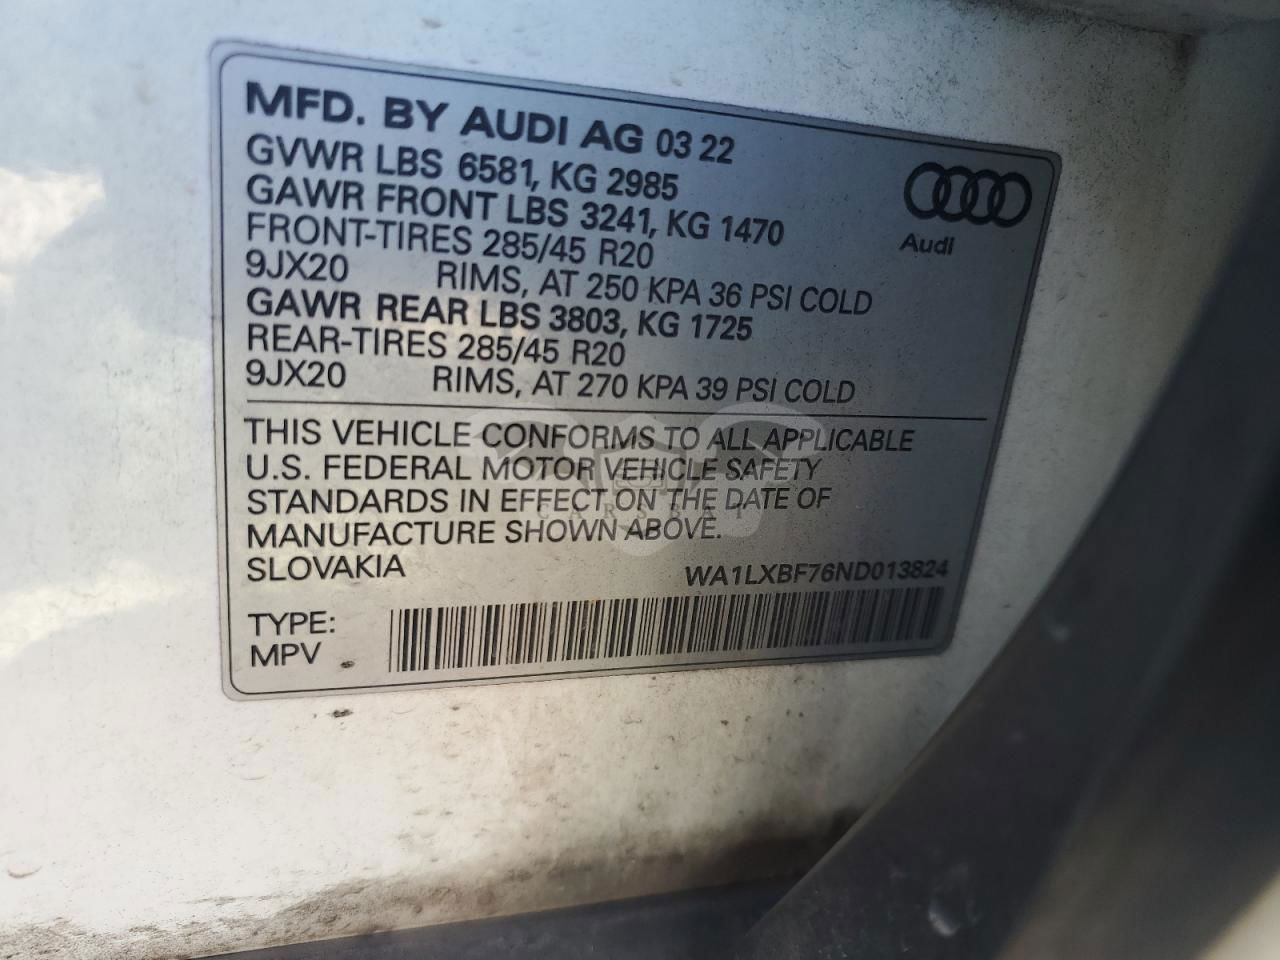 MFD. BY AUDI AG 03 22
GVWR LBS 6581, KG 2985
GAWR FRONT LBS 3241, KG 1470
FRONT-TIRES 285/45 R20
9JX20 RIMS, AT 250 KPA 36 PSI COLD
GAWR REAR LBS 3803, KG 1725
REAR-TIRES 285/45 R20
9JX20 RIMS, AT 270 KPA 39 PSI COLD
Audi
THIS VEHICLE CONFORMS TO ALL APPLICABLE
U.S. FEDERAL MOTOR VEHICLE SAFETY
STANDARDS IN EFFECT ON THE DATE OF
MANUFACTURE SHOWN ABOVE.
SLOVAKIA WA1LXBF76ND013824
TYPE:
MPV
CARSBAT